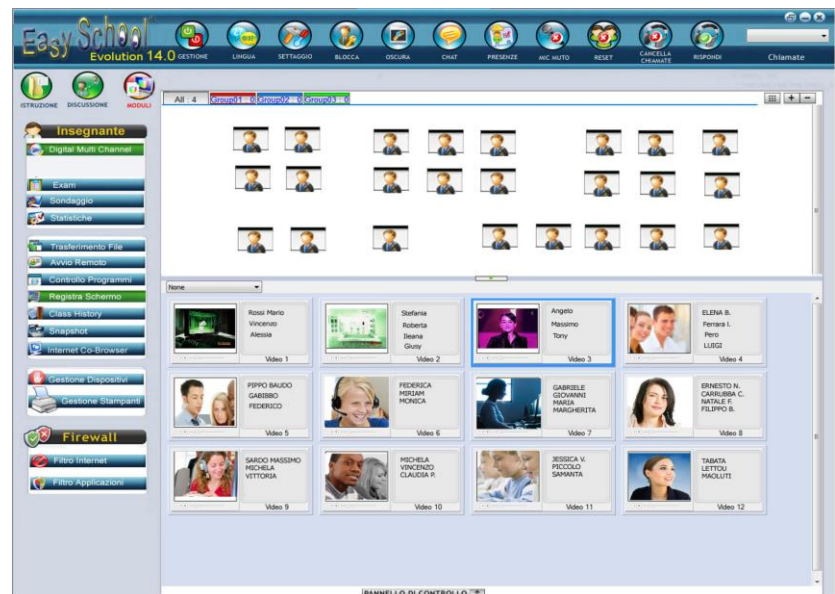 Easy School
Evolution 14.0
GESTIONE
LINGUA
SETTAGGIO
BLOCCA
OSCURA
CHAT
PRESENZE
MIC MUTO
RESET
CANCELLA
CHIAMATE
RISPONDI
Chiamate
ISTRUZIONE
DISCUSSIONE
MODULI
All : 4
Group01 : 0
Group02 : 0
Group03 : 0
Insegnante
Digital Multi Channel
Exam
Sondaggio
Statistiche
Trasferimento File
Avvio Remoto
Controllo Programmi
Registra Schermo
Class History
Snapshot
Internet Co-Browser
Gestione Dispositivi
Gestione Stampanti
Firewall
Filtro Internet
Filtro Applicazioni
None
Rossi Mario
Vincenzo
Alessia
Video 1
Stefania
Roberta
Ileana
Giusy
Video 2
Angelo
Massimo
Tony
Video 3
ELENA B.
Ferrara I.
Pero
LUIGI
Video 4
PIPPO BAUDO
GABIBBO
FEDERICO
Video 5
FEDERICA
MIRIAM
MONICA
Video 6
GABRIELE
GIOVANNI
MARIA
MARGHERITA
Video 7
ERNESTO N.
CARRUBBA C.
NATALE F.
FILIPPO B.
Video 8
SARDO MASSIMO
MICHELA
VITTORIA
Video 9
MICHELA
VINCENZO
CLAUDIA P.
Video 10
JESSICA V.
PICCOLO
SAMANTA
Video 11
TABATA
LETTOU
MAOLUTI
Video 12
PANNELLO DI CONTROLLO